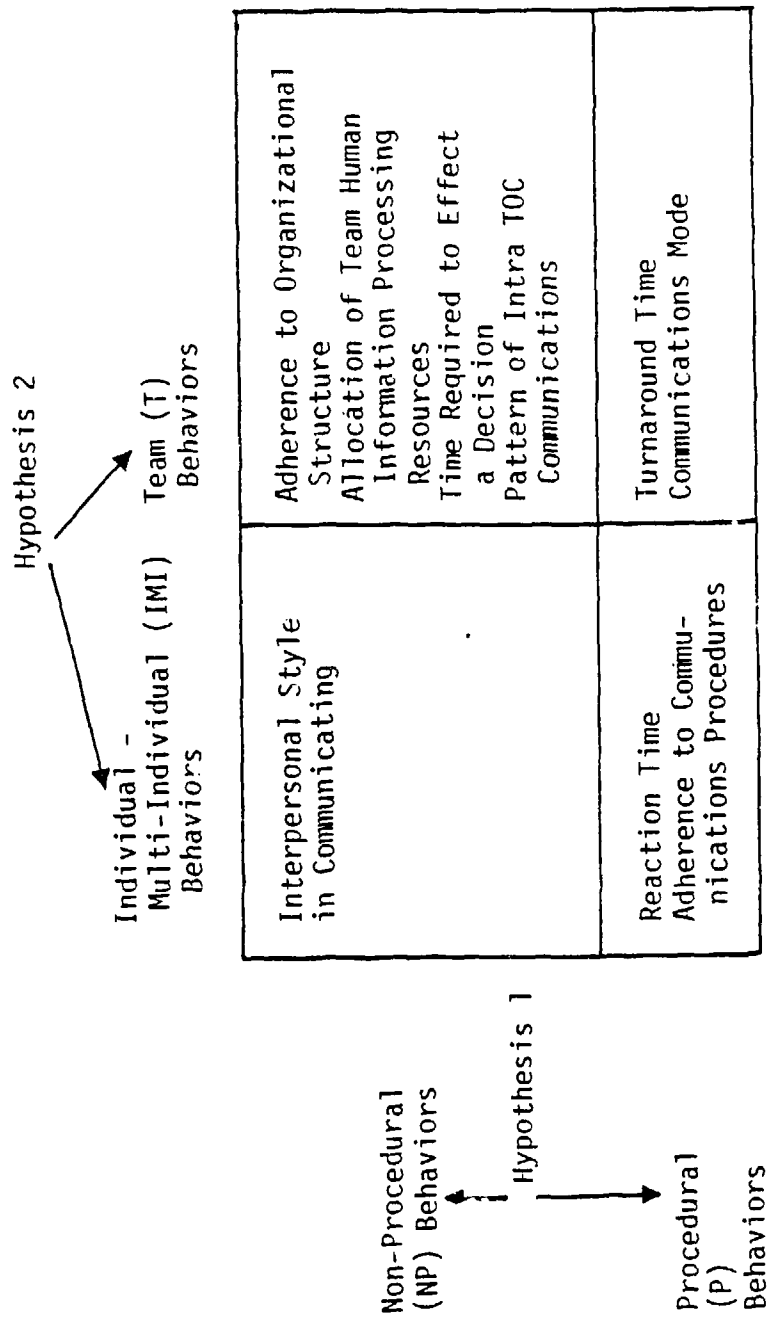 Hypothesis 2
Individual -
Multi-Individual (IMI)
Behaviors
Team (T)
Behaviors
Non-Procedural
(NP) Behaviors
Hypothesis 1
Procedural
(P)
Behaviors
Interpersonal Style
in Communicating
Adherence to Organizational
Structure
Allocation of Team Human
Information Processing
Resources
Time Required to Effect
a Decision
Pattern of Intra TOC
Communications
Reaction Time
Adherence to Commu-
nications Procedures
Turnaround Time
Communications Mode